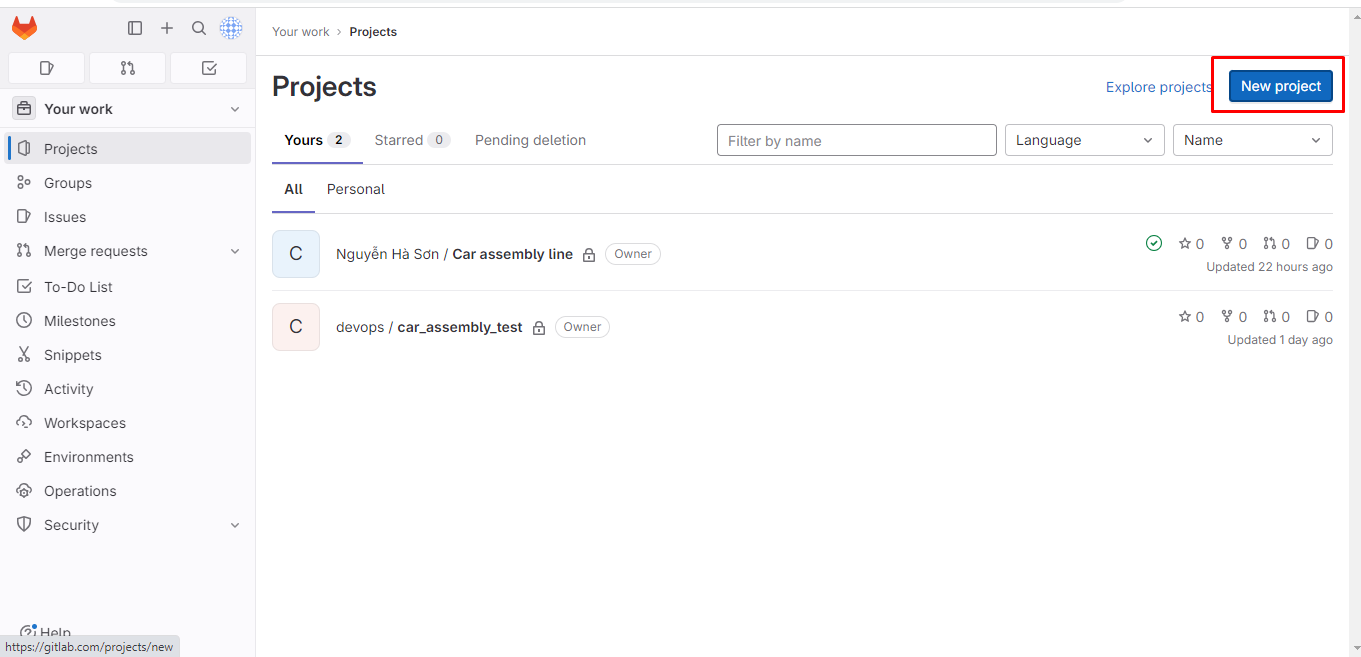 Your work › Projects
Projects
Explore projects
New project
Your work
Projects
Groups
Issues
Merge requests
To-Do List
Milestones
Snippets
Activity
Workspaces
Environments
Operations
Security
Help
https://gitlab.com/projects/new
Yours 2 Starred 0 Pending deletion
Filter by name
Language
Name
All Personal
C
Nguyễn Hà Sơn / Car assembly line Owner
0 0 0 0
Updated 22 hours ago
C
devops / car_assembly_test Owner
0 0 0 0
Updated 1 day ago